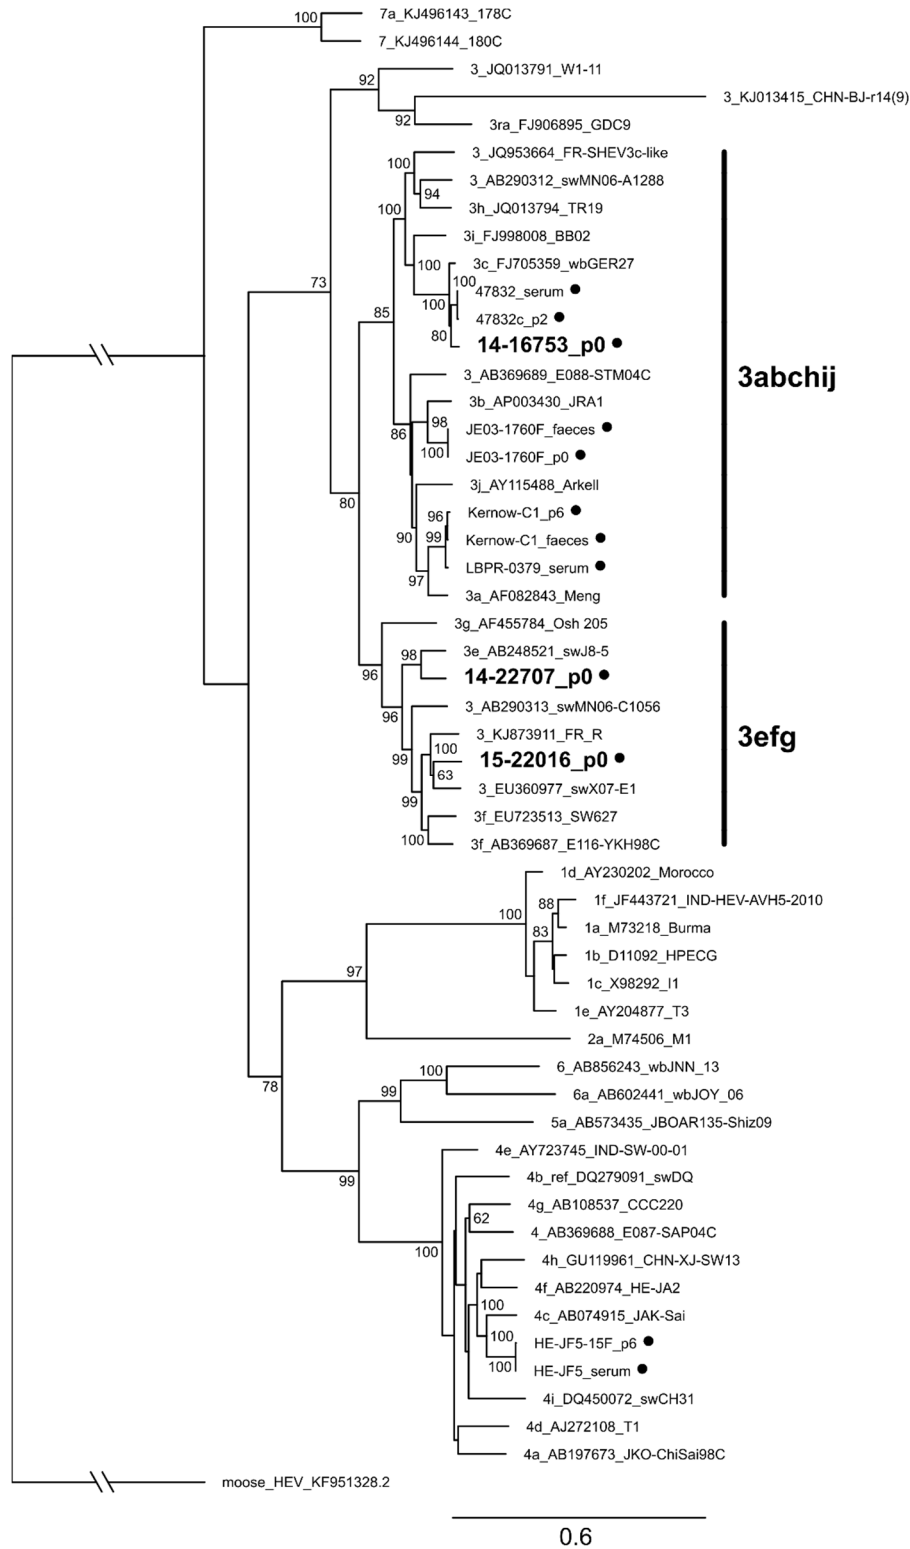 100
7a_KJ496143_178C
7_KJ496144_180C
3_JQ013791_W1-11
92
3_KJ013415_CHN-BJ-r14(9)
92
3ra_FJ906895_GDC9
3_JQ953664_FR-SHEV3c-like
100
3_AB290312_swMN06-A1288
94
3h_JQ013794_TR19
100
3i_FJ998008_BB02
100
3c_FJ705359_wbGER27
73
100
47832_serum
100
85
47832c_p2
80
14-16753_p0
3abchij
3_AB369689_E088-STM04C
3b_AP003430_JRA1
98
JE03-1760F_faeces
86
100
JE03-1760F_p0
3j_AY115488_Arkell
80
Kernow-C1_p6
96
90
99
Kernow-C1_faeces
LBPR-0379_serum
97
3a_AF082843_Meng
3g_AF455784_Osh 205
3e_AB248521_swJ8-5
98
96
14-22707_p0
3_AB290313_swMN06-C1056
96
3_KJ873911_FR_R
3efg
100
99
15-22016_p0
63
3_EU360977_swX07-E1
99
3f_EU723513_SW627
100
3f_AB369687_E116-YKH98C
1d_AY230202_Morocco
1f_JF443721_IND-HEV-AVH5-2010
88
100
1a_M73218_Burma
83
1b_D11092_HPECG
97
1c_X98292_I1
1e_AY204877_T3
2a_M74506_M1
6_AB856243_wbJNN_13
100
78
99
6a_AB602441_wbJOY_06
5a_AB573435_JBOAR135-Shiz09
4e_AY723745_IND-SW-00-01
99
4b_ref_DQ279091_swDQ
4g_AB108537_CCC220
62
4_AB369688_E087-SAP04C
100
4h_GU119961_CHN-XJ-SW13
4f_AB220974_HE-JA2
100
4c_AB074915_JAK-Sai
100
HE-JF5-15F_p6
100
HE-JF5_serum
4i_DQ450072_swCH31
4d_AJ272108_T1
4a_AB197673_JKO-ChiSai98C
moose_HEV_KF951328.2
0.6